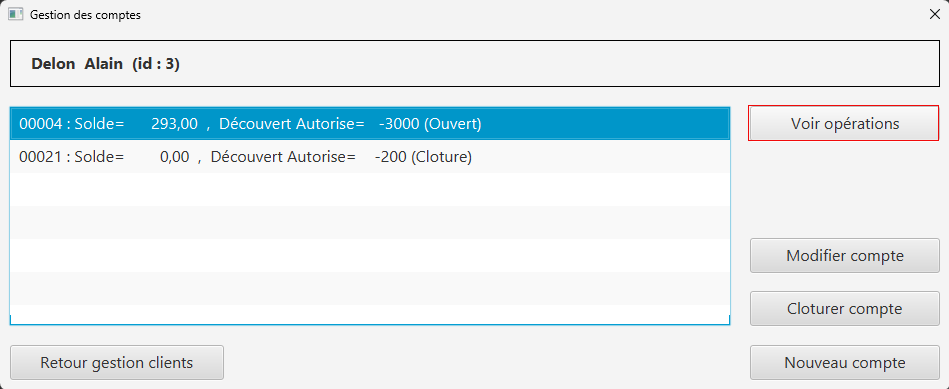 Gestion des comptes
Delon Alain (id : 3)
00004 : Solde= 293,00 , Découvert Autorise= -3000 (Ouvert)
00021 : Solde= 0,00 , Découvert Autorise= -200 (Cloture)
Voir opérations
Modifier compte
Cloturer compte
Retour gestion clients
Nouveau compte